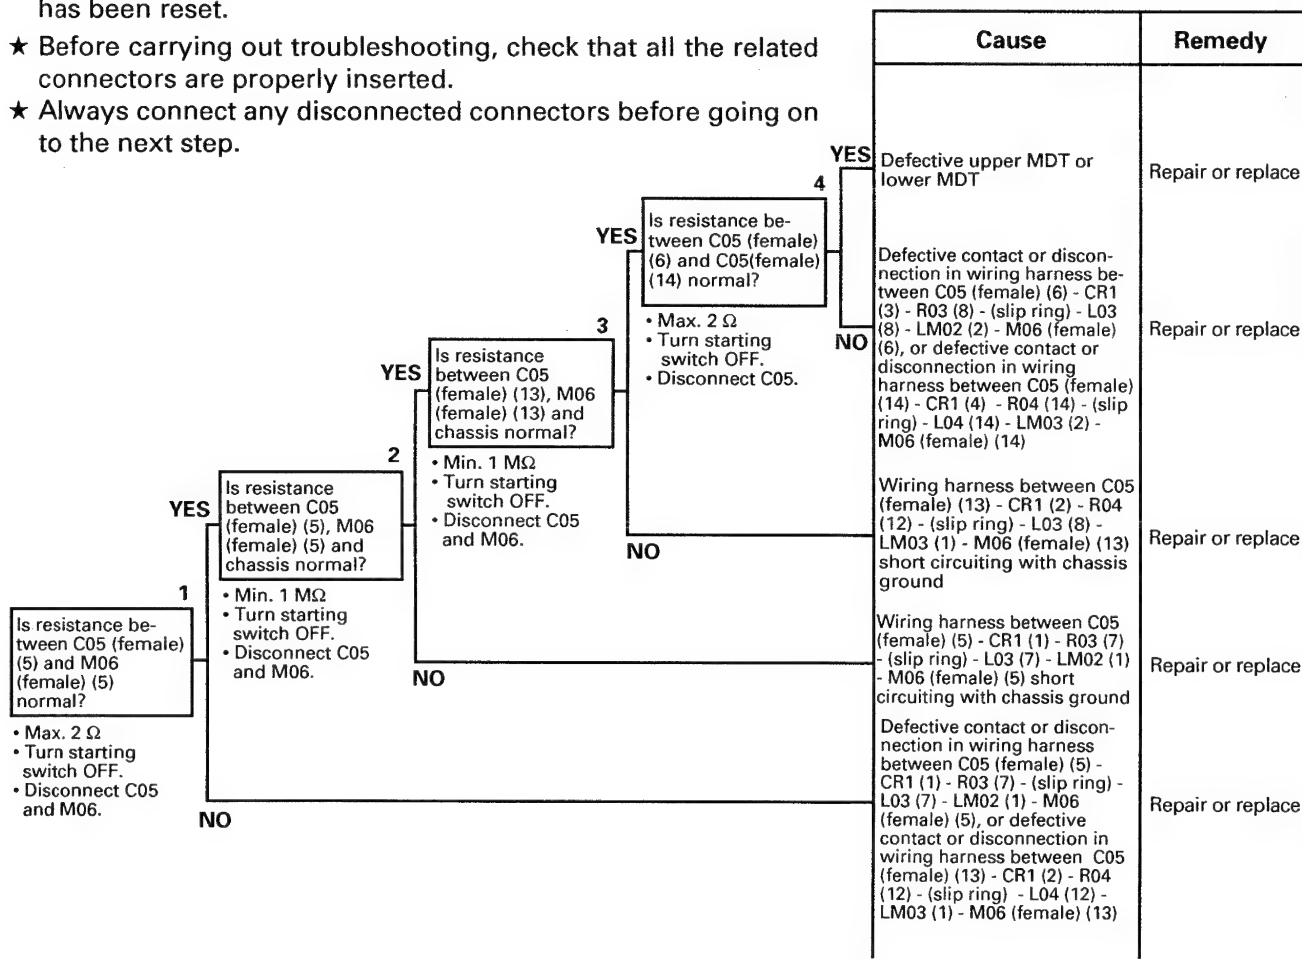 has been reset.
★ Before carrying out troubleshooting, check that all the related
connectors are properly inserted.
★ Always connect any disconnected connectors before going on
to the next step.
Cause
Remedy
YES
Defective upper MDT or
lower MDT
Repair or replace
4
Is resistance be-
tween C05 (female)
(6) and C05(female)
(14) normal?
YES
• Max. 2 Ω
• Turn starting
switch OFF.
• Disconnect C05.
NO
Defective contact or discon-
nection in wiring harness be-
tween C05 (female) (6) - CR1
(3) - R03 (8) - (slip ring) - L03
(8) - LM02 (2) - M06 (female)
(6), or defective contact or
disconnection in wiring
harness between C05 (female)
(14) - CR1 (4) - R04 (14) - (slip
ring) - L04 (14) - LM03 (2) -
M06 (female) (14)
Repair or replace
3
Is resistance
between C05
(female) (13), M06
(female) (13) and
chassis normal?
YES
• Min. 1 MΩ
• Turn starting
switch OFF.
• Disconnect C05
and M06.
NO
Wiring harness between C05
(female) (13) - CR1 (2) - R04
(12) - (slip ring) - L03 (8) -
LM03 (1) - M06 (female) (13)
short circuiting with chassis
ground
Repair or replace
2
Is resistance
between C05
(female) (5), M06
(female) (5) and
chassis normal?
YES
• Min. 1 MΩ
• Turn starting
switch OFF.
• Disconnect C05
and M06.
NO
Wiring harness between C05
(female) (5) - CR1 (1) - R03 (7)
- (slip ring) - L03 (7) - LM02 (1)
- M06 (female) (5) short
circuiting with chassis ground
Repair or replace
1
Is resistance be-
tween C05 (female)
(5) and M06
(female) (5)
normal?
• Max. 2 Ω
• Turn starting
switch OFF.
• Disconnect C05
and M06.
NO
Defective contact or discon-
nection in wiring harness
between C05 (female) (5) -
CR1 (1) - R03 (7) - (slip ring) -
L03 (7) - LM02 (1) - M06
(female) (5), or defective
contact or disconnection in
wiring harness between C05
(female) (13) - CR1 (2) - R04
(12) - (slip ring) - L04 (12) -
LM03 (1) - M06 (female) (13)
Repair or replace